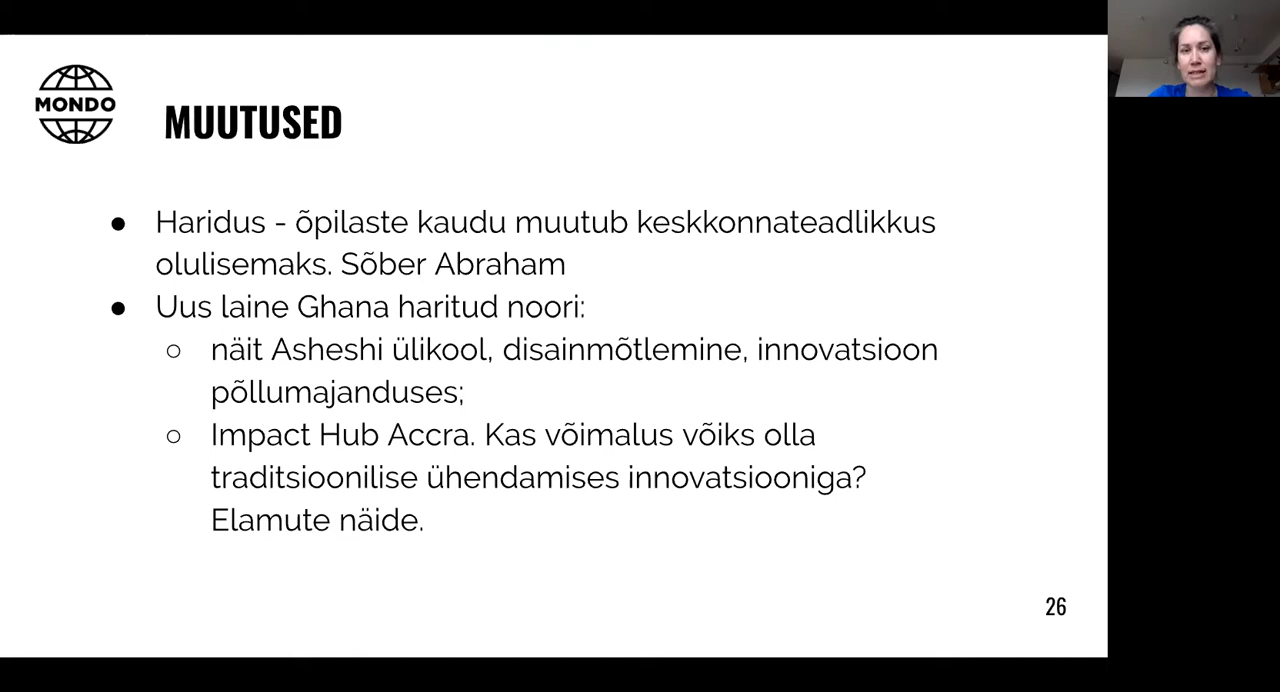 MONDO
MUUTUSED
● Haridus - õpilaste kaudu muutub keskkonnateadlikkus
olulisemaks. Sõber Abraham
● Uus laine Ghana haritud noori:
○ näit Asheshi ülikool, disainmõtlemine, innovatsioon
põllumajanduses;
○ Impact Hub Accra. Kas võimalus võiks olla
traditsioonilise ühendamises innovatsiooniga?
Elamute näide.
26